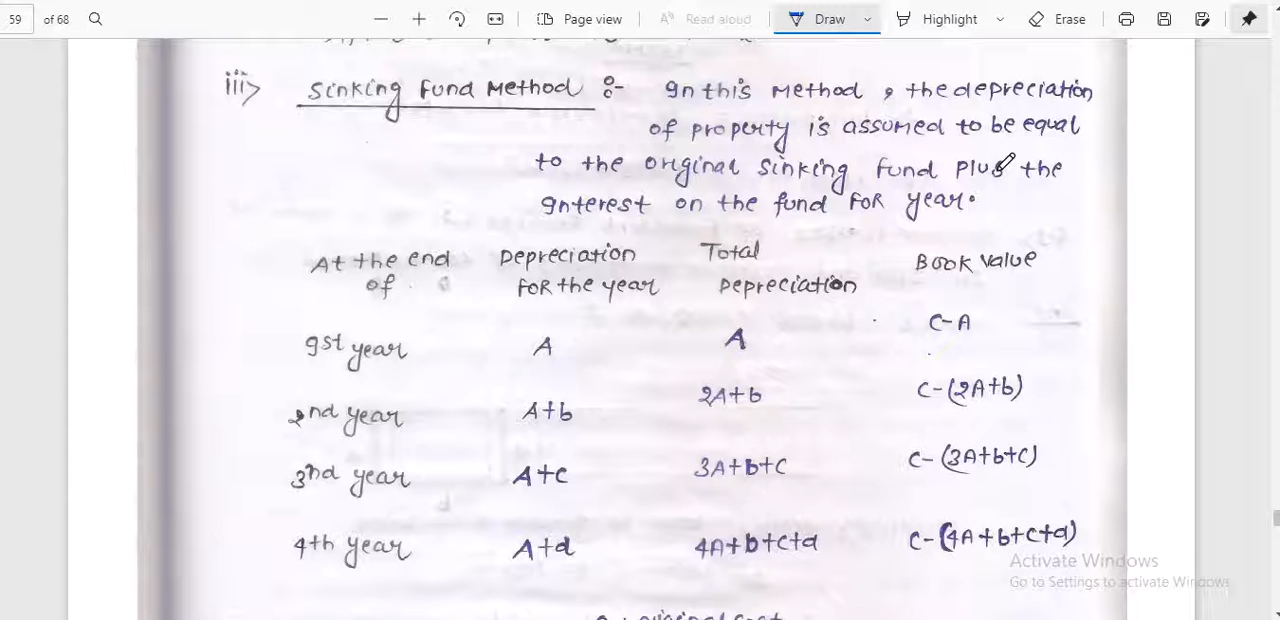 59 of 68 Page view Read aloud Draw Highlight Erase
iii> Sinking Fund Method :- In this Method, the depreciation
of property is assumed to be equal
to the original sinking fund plus the
interest on the fund for year.
At the end of
Depreciation for the year
Total Depreciation
Book value
1st year A A C-A
2nd year A+b 2A+b C-(2A+b)
3nd year A+c 3A+b+c C-(3A+b+c)
4th year A+d 4A+b+c+d C-(4A+b+c+d)
Activate Windows
Go to Settings to activate Windows
original cost